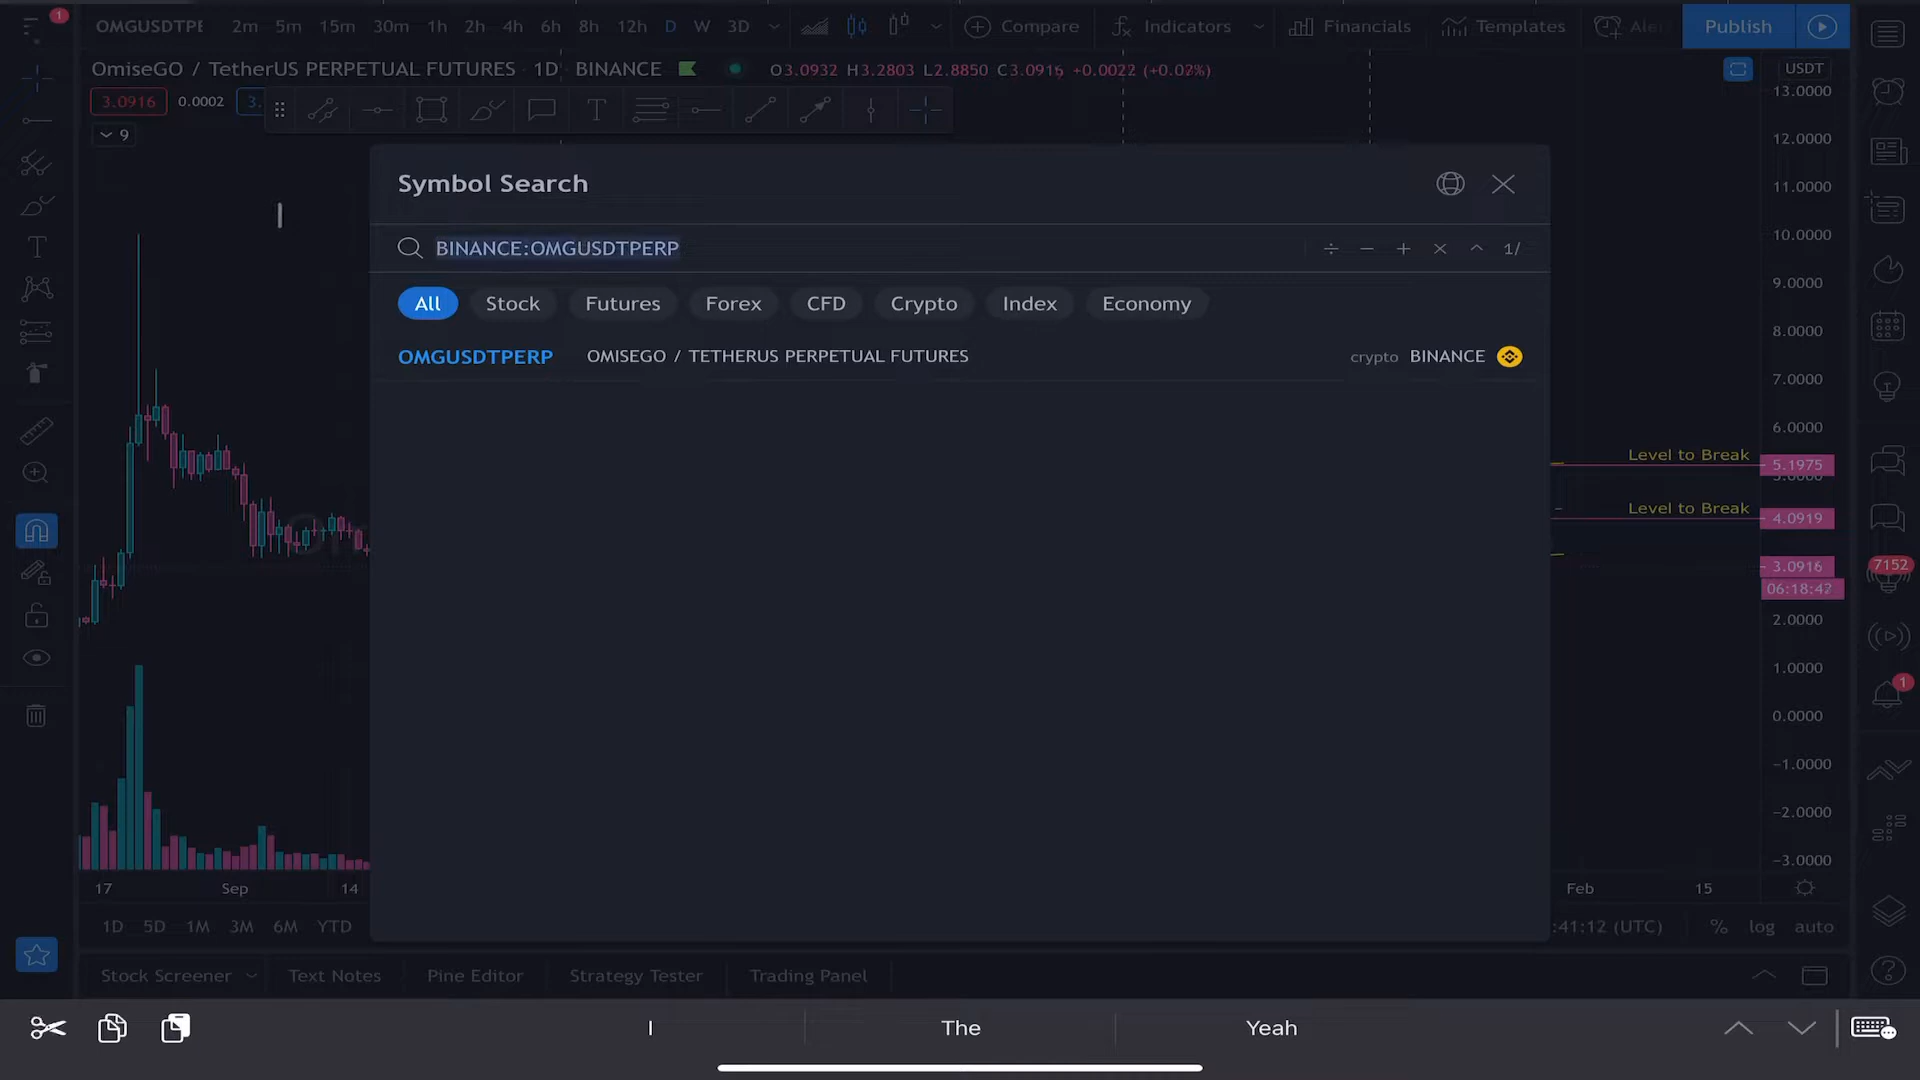 1
OMGUSDTPE 2m 5m 15m 30m 1h 2h 4h 6h 8h 12h D W 3D Compare Indicators Financials Templates Publish
OmiseGO / TetherUS PERPETUAL FUTURES 1D BINANCE O3.0932 H3.2803 L2.8850 C3.0916 +0.0022 (+0.07%)
USDT
3.0916 0.0002 3.
9
13.0000
12.0000
11.0000
10.0000
9.0000
8.0000
7.0000
6.0000
Level to Break 5.1975
5.0000
Level to Break 4.0919
3.0916
06:18:47
2.0000
1.0000
0.0000
−1.0000
−2.0000
−3.0000
Symbol Search
BINANCE:OMGUSDTPERP ÷ − + × ^ 1/
All Stock Futures Forex CFD Crypto Index Economy
OMGUSDTPERP OMISEGO / TETHERUS PERPETUAL FUTURES crypto BINANCE
7152
1
17 Sep 14 Feb 15
1D 5D 1M 3M 6M YTD :41:12 (UTC) % log auto
Stock Screener Text Notes Pine Editor Strategy Tester Trading Panel
I The Yeah